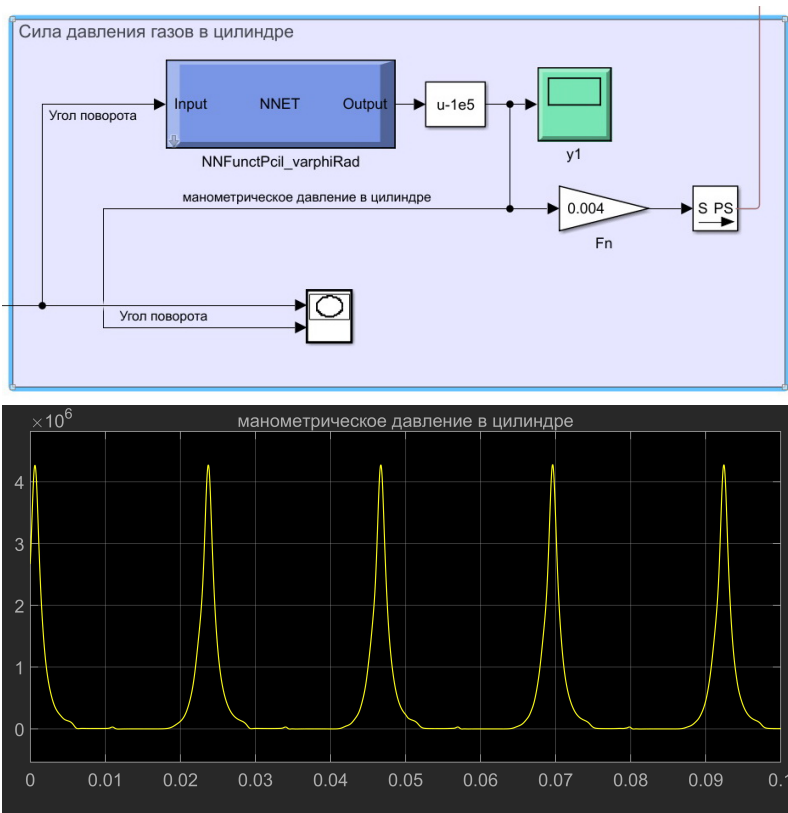 Сила давления газов в цилиндре
Input NNET Output
u-1e5
Угол поворота
y1
NNFunctPcil_varphiRad
манометрическое давление в цилиндре
0.004
S PS
Fn
Угол поворота
×10^6
манометрическое давление в цилиндре
4
3
2
1
0
0 0.01 0.02 0.03 0.04 0.05 0.06 0.07 0.08 0.09